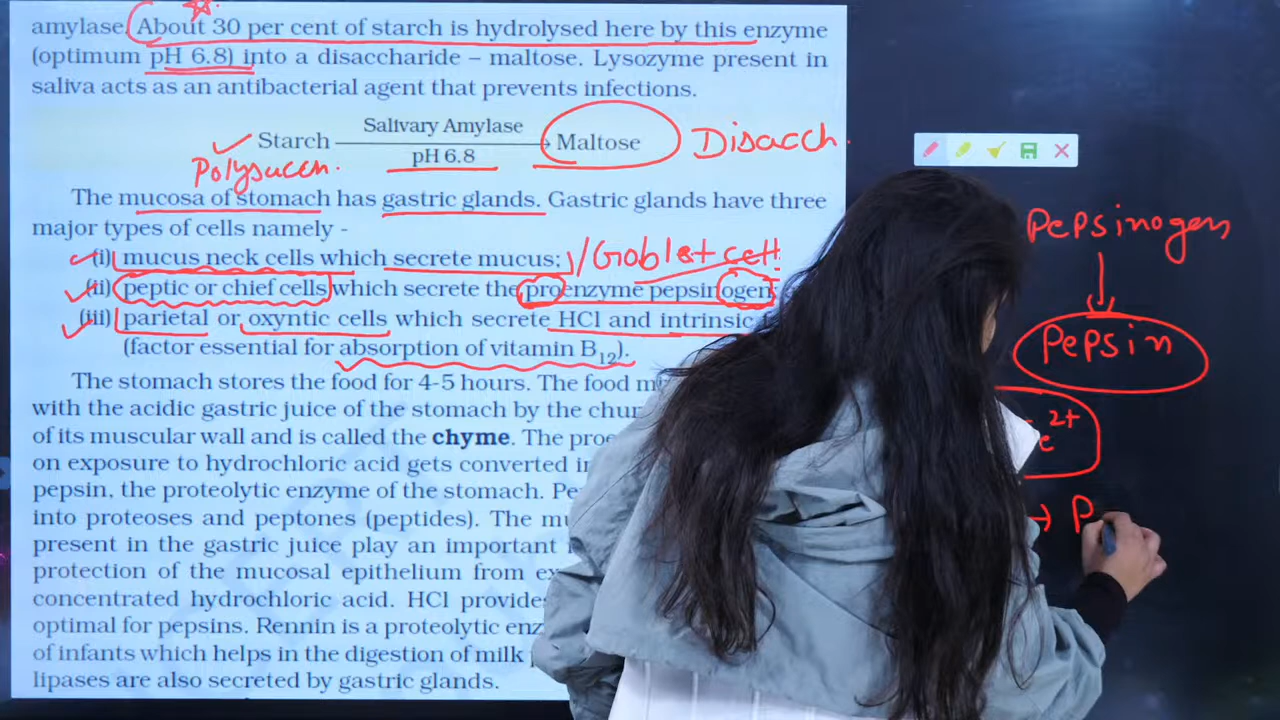 amylase. About 30 per cent of starch is hydrolysed here by this enzyme
(optimum pH 6.8) into a disaccharide – maltose. Lysozyme present in
saliva acts as an antibacterial agent that prevents infections.
Starch Salivary Amylase pH 6.8 Maltose Disacch.
Polysacch.
The mucosa of stomach has gastric glands. Gastric glands have three
major types of cells namely -
(i) mucus neck cells which secrete mucus; /Goblet cell
(ii) peptic or chief cells which secrete the proenzyme pepsinogen
(iii) parietal or oxyntic cells which secrete HCl and intrinsic
(factor essential for absorption of vitamin B12).
The stomach stores the food for 4-5 hours. The food
with the acidic gastric juice of the stomach by the
of its muscular wall and is called the chyme. The
on exposure to hydrochloric acid gets converted
pepsin, the proteolytic enzyme of the stomach.
into proteoses and peptones (peptides). The
present in the gastric juice play an important
protection of the mucosal epithelium from
concentrated hydrochloric acid. HCl
optimal for pepsins. Rennin is a proteolytic
of infants which helps in the digestion of milk
lipases are also secreted by gastric glands.
Pepsinogen
↓
Pepsin
e2+
→ P